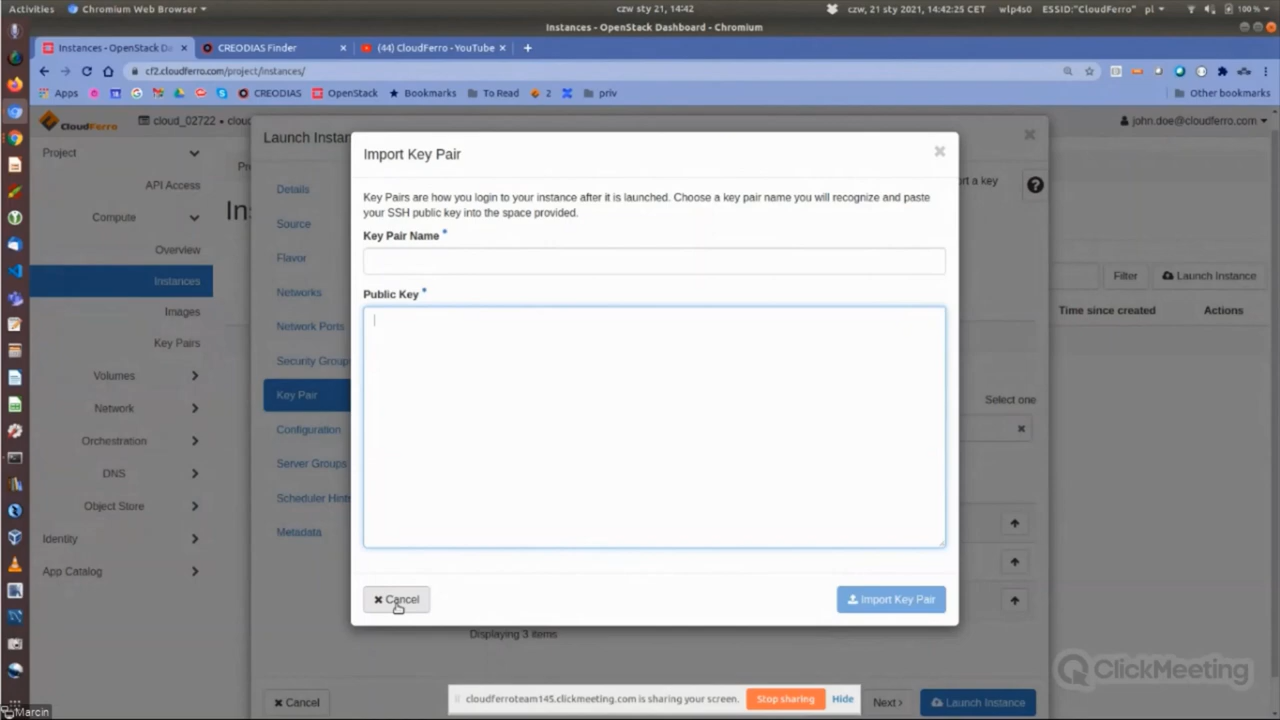 Activities
Chromium Web Browser
czw sty 21, 14:42
czw, 21 sty 2021, 14:42:25 CET
wlp4s0
ESSID:"CloudFerro"
pl
100 %
Instances - OpenStack Dashboard - Chromium
Instances - OpenStack Da
CREODIAS Finder
(44) CloudFerro - YouTube
cf2.cloudferro.com/project/instances/
Apps
CREODIAS
OpenStack
Bookmarks
To Read
2
priv
Other bookmarks
CloudFerro
cloud_02722 • clou
john.doe@cloudferro.com
Project
API Access
Compute
Overview
Instances
Images
Key Pairs
Volumes
Network
Orchestration
DNS
Object Store
Identity
App Catalog
Pr
Ins
Launch Instan
Details
Source
Flavor
Networks
Network Ports
Security Group
Key Pair
Configuration
Server Groups
Scheduler Hint
Metadata
Import Key Pair
Key Pairs are how you login to your instance after it is launched. Choose a key pair name you will recognize and paste
your SSH public key into the space provided.
Key Pair Name *
Public Key *
Cancel
Import Key Pair
rt a key
Filter
Launch Instance
Time since created
Actions
Select one
Displaying 3 items
Cancel
cloudferroteam145.clickmeeting.com is sharing your screen.
Stop sharing
Hide
Next
Launch Instance
ClickMeeting
Marcin